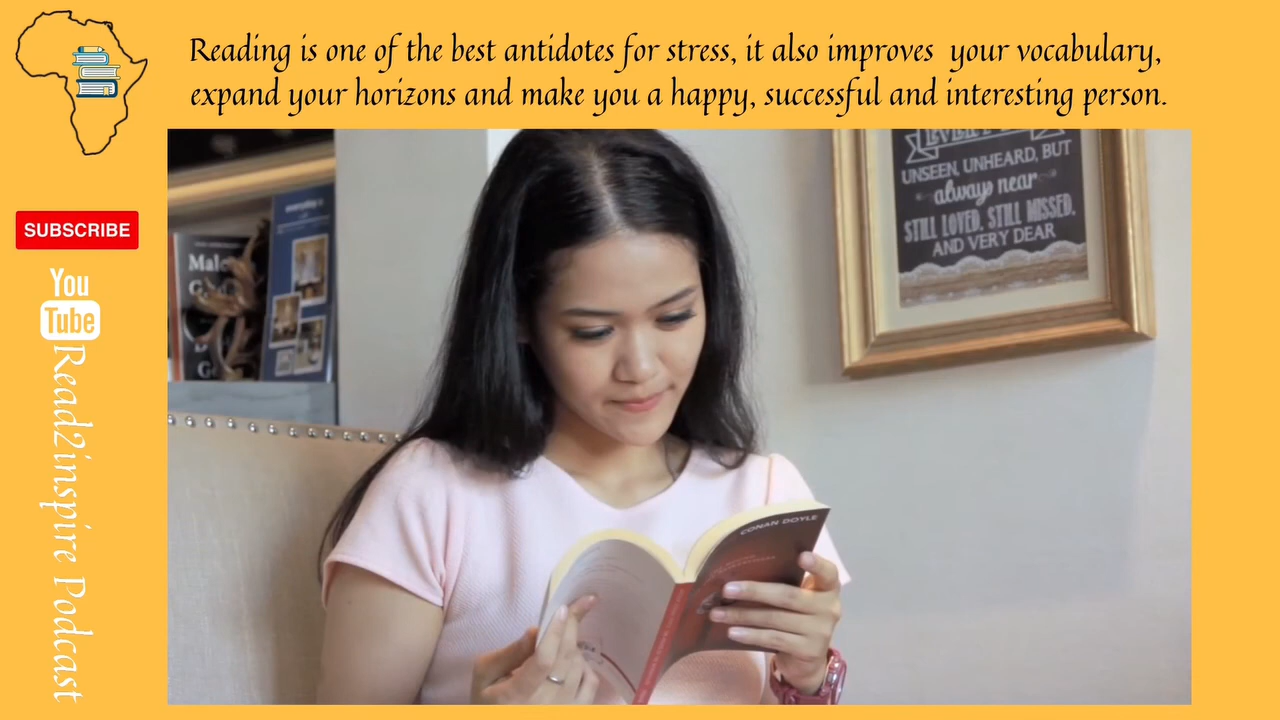 Reading is one of the best antidotes for stress, it also improves your vocabulary,
expand your horizons and make you a happy, successful and interesting person.
SUBSCRIBE
You
Tube
Read2inspire Podcast
UNSEEN, UNHEARD, BUT
always near
STILL LOVED, STILL MISSED,
AND VERY DEAR
CONAN DOYLE